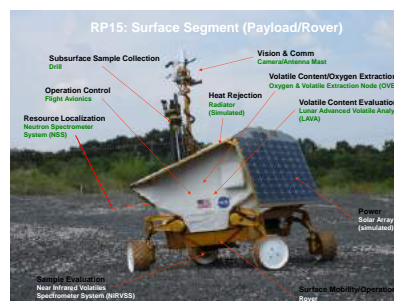 RP15: Surface Segment (Payload/Rover)
Subsurface Sample Collection
Drill
Vision & Comm
Camera/Antenna Mast
Operation Control
Flight Avionics
Heat Rejection
Radiator
(Simulated)
Volatile Content/Oxygen Extraction
Oxygen & Volatile Extraction Node (OVE
Volatile Content Evaluation
Lunar Advanced Volatile Analy
(LAVA)
Resource Localization
Neutron Spectrometer
System (NSS)
Power
Solar Array
(simulated)
Sample Evaluation
Near Infrared Volatiles
Spectrometer System (NIRVSS)
Surface Mobility/Operation
Rover